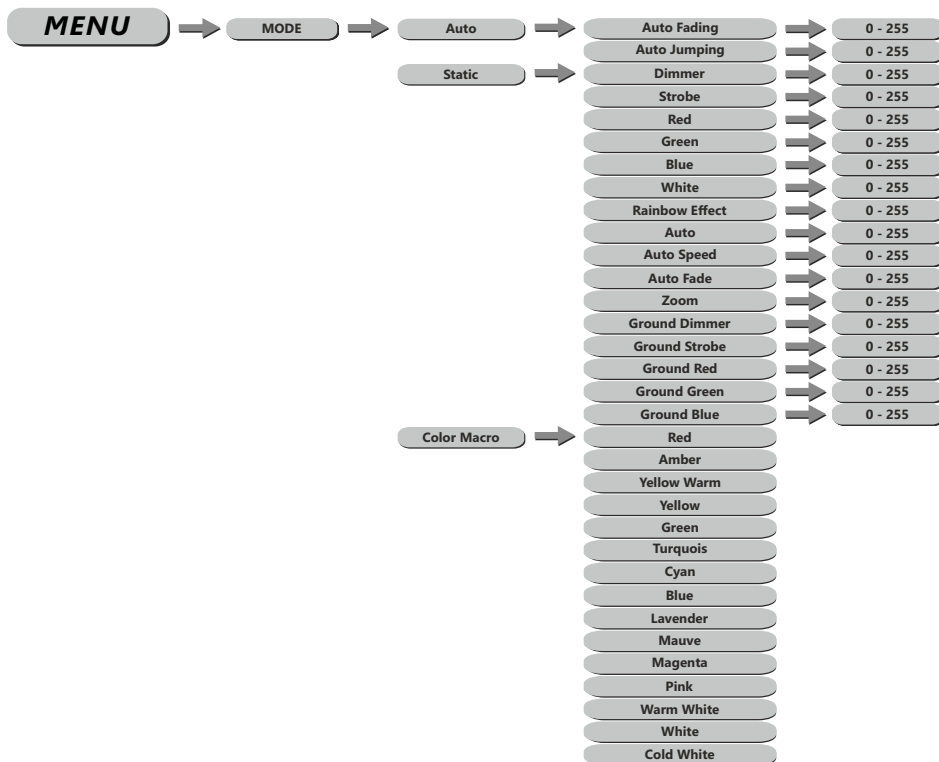 MENU MODE Auto Auto Fading 0 - 255
Auto Jumping 0 - 255
Static Dimmer 0 - 255
Strobe 0 - 255
Red 0 - 255
Green 0 - 255
Blue 0 - 255
White 0 - 255
Rainbow Effect 0 - 255
Auto 0 - 255
Auto Speed 0 - 255
Auto Fade 0 - 255
Zoom 0 - 255
Ground Dimmer 0 - 255
Ground Strobe 0 - 255
Ground Red 0 - 255
Ground Green 0 - 255
Ground Blue 0 - 255
Color Macro Red
Amber
Yellow Warm
Yellow
Green
Turquois
Cyan
Blue
Lavender
Mauve
Magenta
Pink
Warm White
White
Cold White